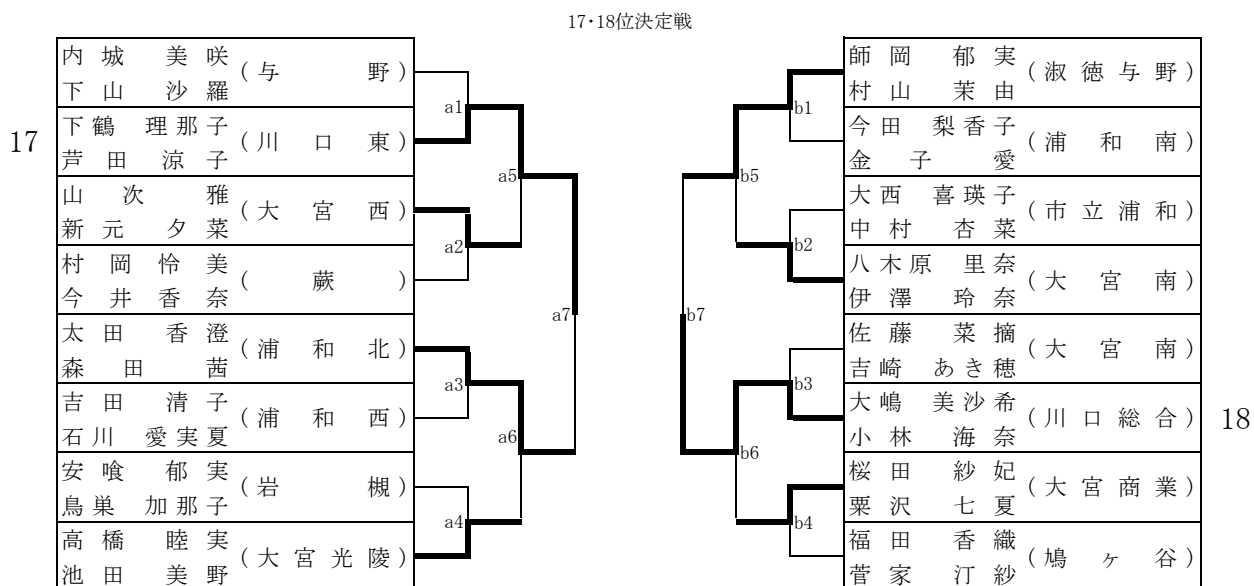 17・18位決定戦
内城 美咲
下山 沙羅
(与野)
17
下鶴 理那子
芦田 涼子
(川口東)
山次 雅
新元 夕菜
(大宮西)
村岡 怜美
今井 香奈
(蕨)
太田 香澄
森田 茜
(浦和北)
吉田 清子
石川 愛実夏
(浦和西)
安喰 郁実
鳥巣 加那子
(岩槻)
高橋 睦実
池田 美野
(大宮光陵)
a1
a2
a3
a4
a5
a6
a7
b7
b5
b6
b1
b2
b3
b4
師岡 郁実
村山 茉由
(淑徳与野)
今田 梨香子
金子 愛
(浦和南)
大西 喜瑛子
中村 杏菜
(市立浦和)
八木原 里奈
伊澤 玲奈
(大宮南)
佐藤 菜摘
吉崎 あき穂
(大宮南)
大嶋 美沙希
小林 海奈
(川口総合)
18
桜田 紗妃
栗沢 七夏
(大宮商業)
福田 香織
菅家 汀紗
(鳩ヶ谷)